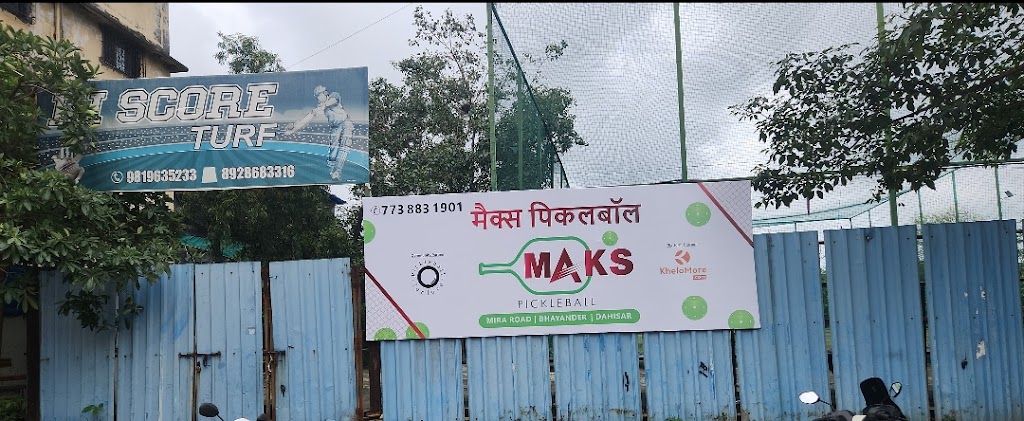 SCORE
TURF
9819635233 8928683316
773 883 1901
मैक्स पिकलबॉल
MAKS
PICKLEBALL
MIRA ROAD | BHAYANDER | DAHISAR
KheloMore